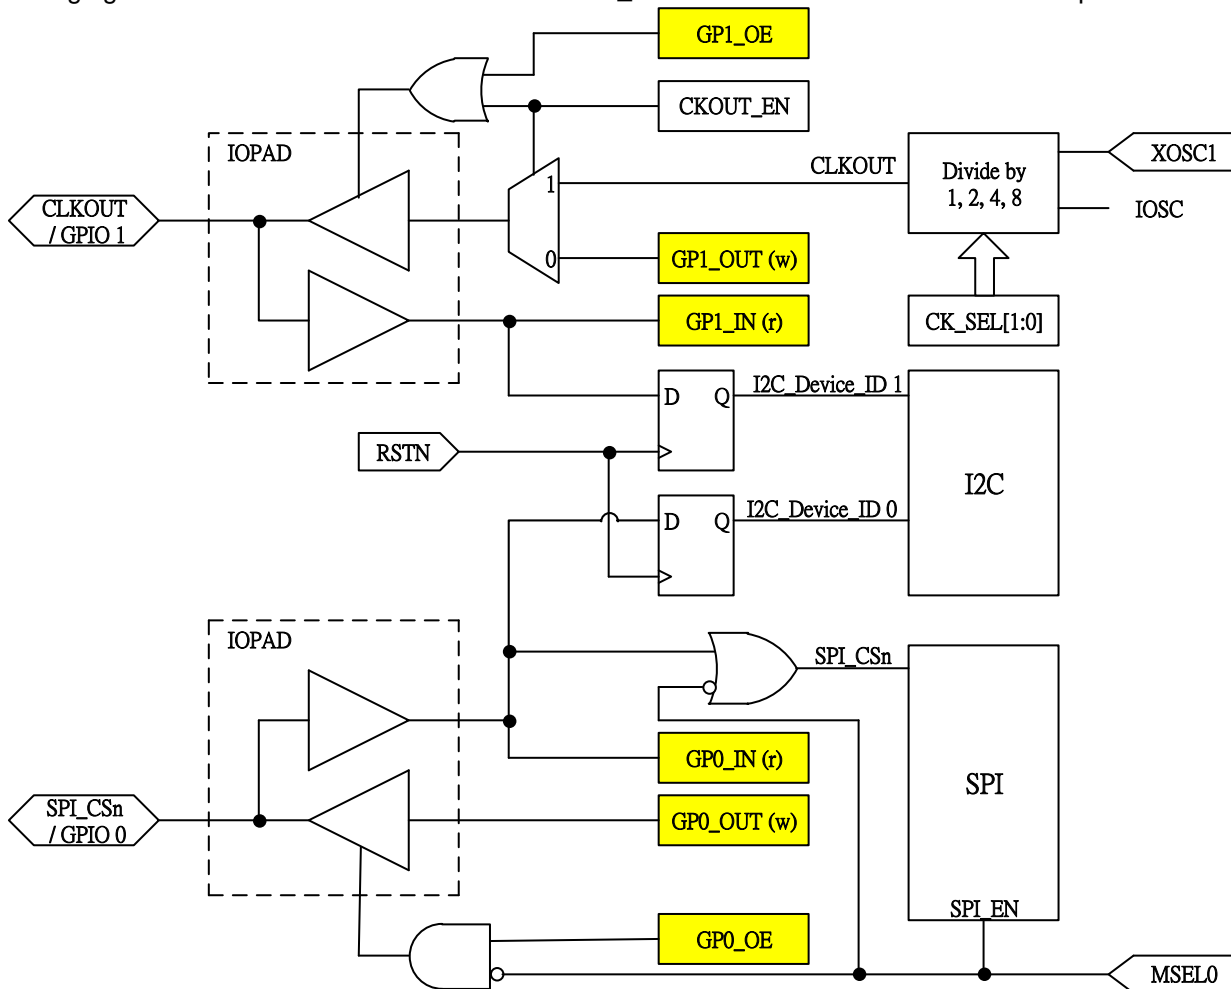 GP1_OE
CKOUT_EN
IOPAD
CLKOUT
XOSC1
Divide by
1, 2, 4, 8
IOSC
1
CLKOUT
/ GPIO 1
0
GP1_OUT (w)
GP1_IN (r)
CK_SEL[1:0]
D
Q
I2C_Device_ID 1
RSTN
I2C
D
Q
I2C_Device_ID 0
IOPAD
SPI_CSn
GP0_IN (r)
SPI
SPI_CSn
/ GPIO 0
GP0_OUT (w)
SPI_EN
GP0_OE
MSEL0